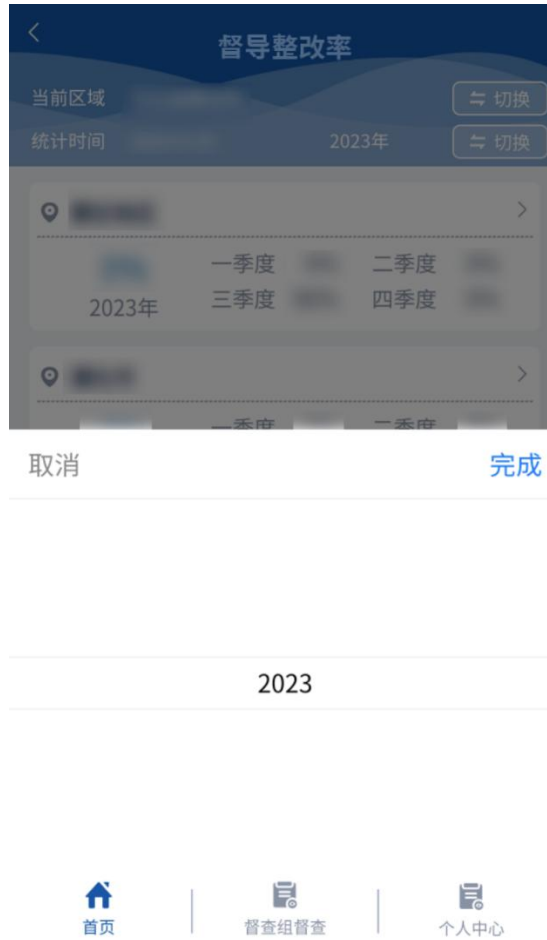 督导整改率
当前区域 切换
统计时间 2023年 切换
一季度 二季度
2023年 三季度 四季度
一季度 二季度
取消 完成
2023
首页 督查组督查 个人中心